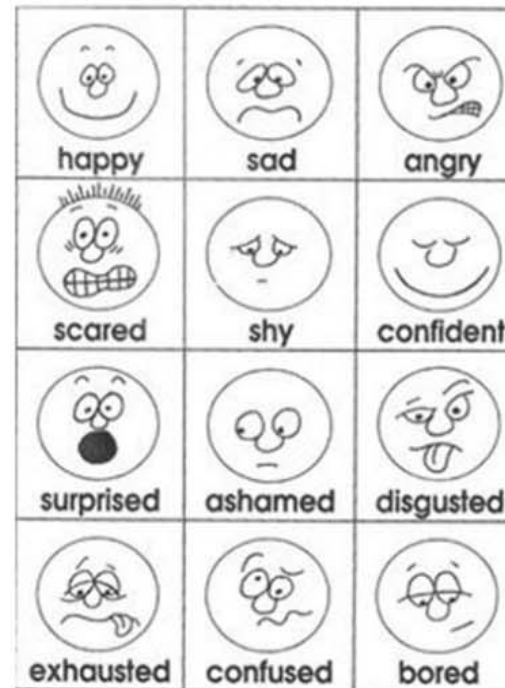 happy sad angry
scared shy confident
surprised ashamed disgusted
exhausted confused bored